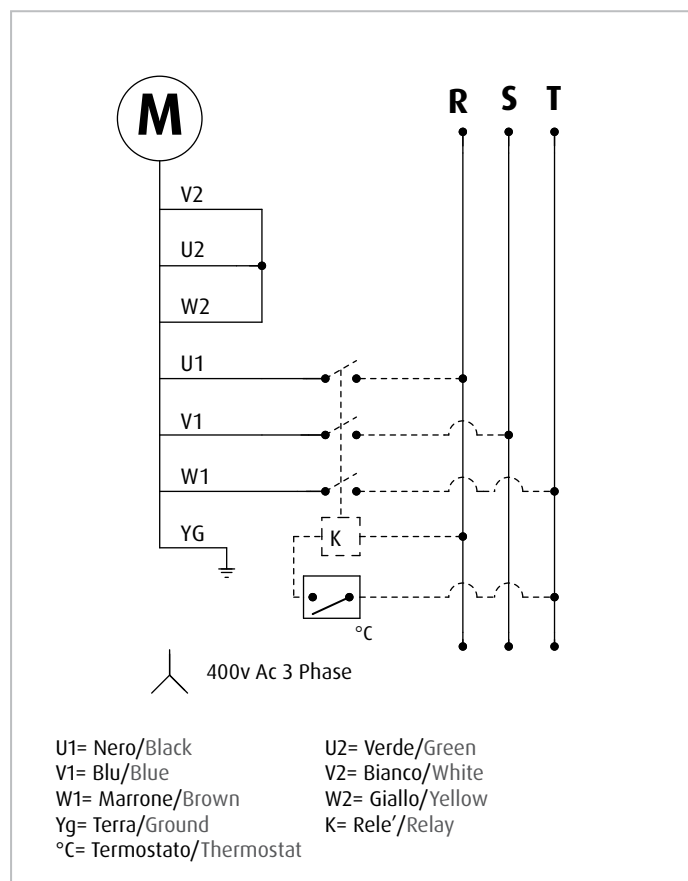 M
R S T
V2
U2
W2
U1
V1
W1
YG
K
°C
400v Ac 3 Phase
U1= Nero/Black
V1= Blu/Blue
W1= Marrone/Brown
Yg= Terra/Ground
°C= Termostato/Thermostat
U2= Verde/Green
V2= Bianco/White
W2= Giallo/Yellow
K= Rele’/Relay